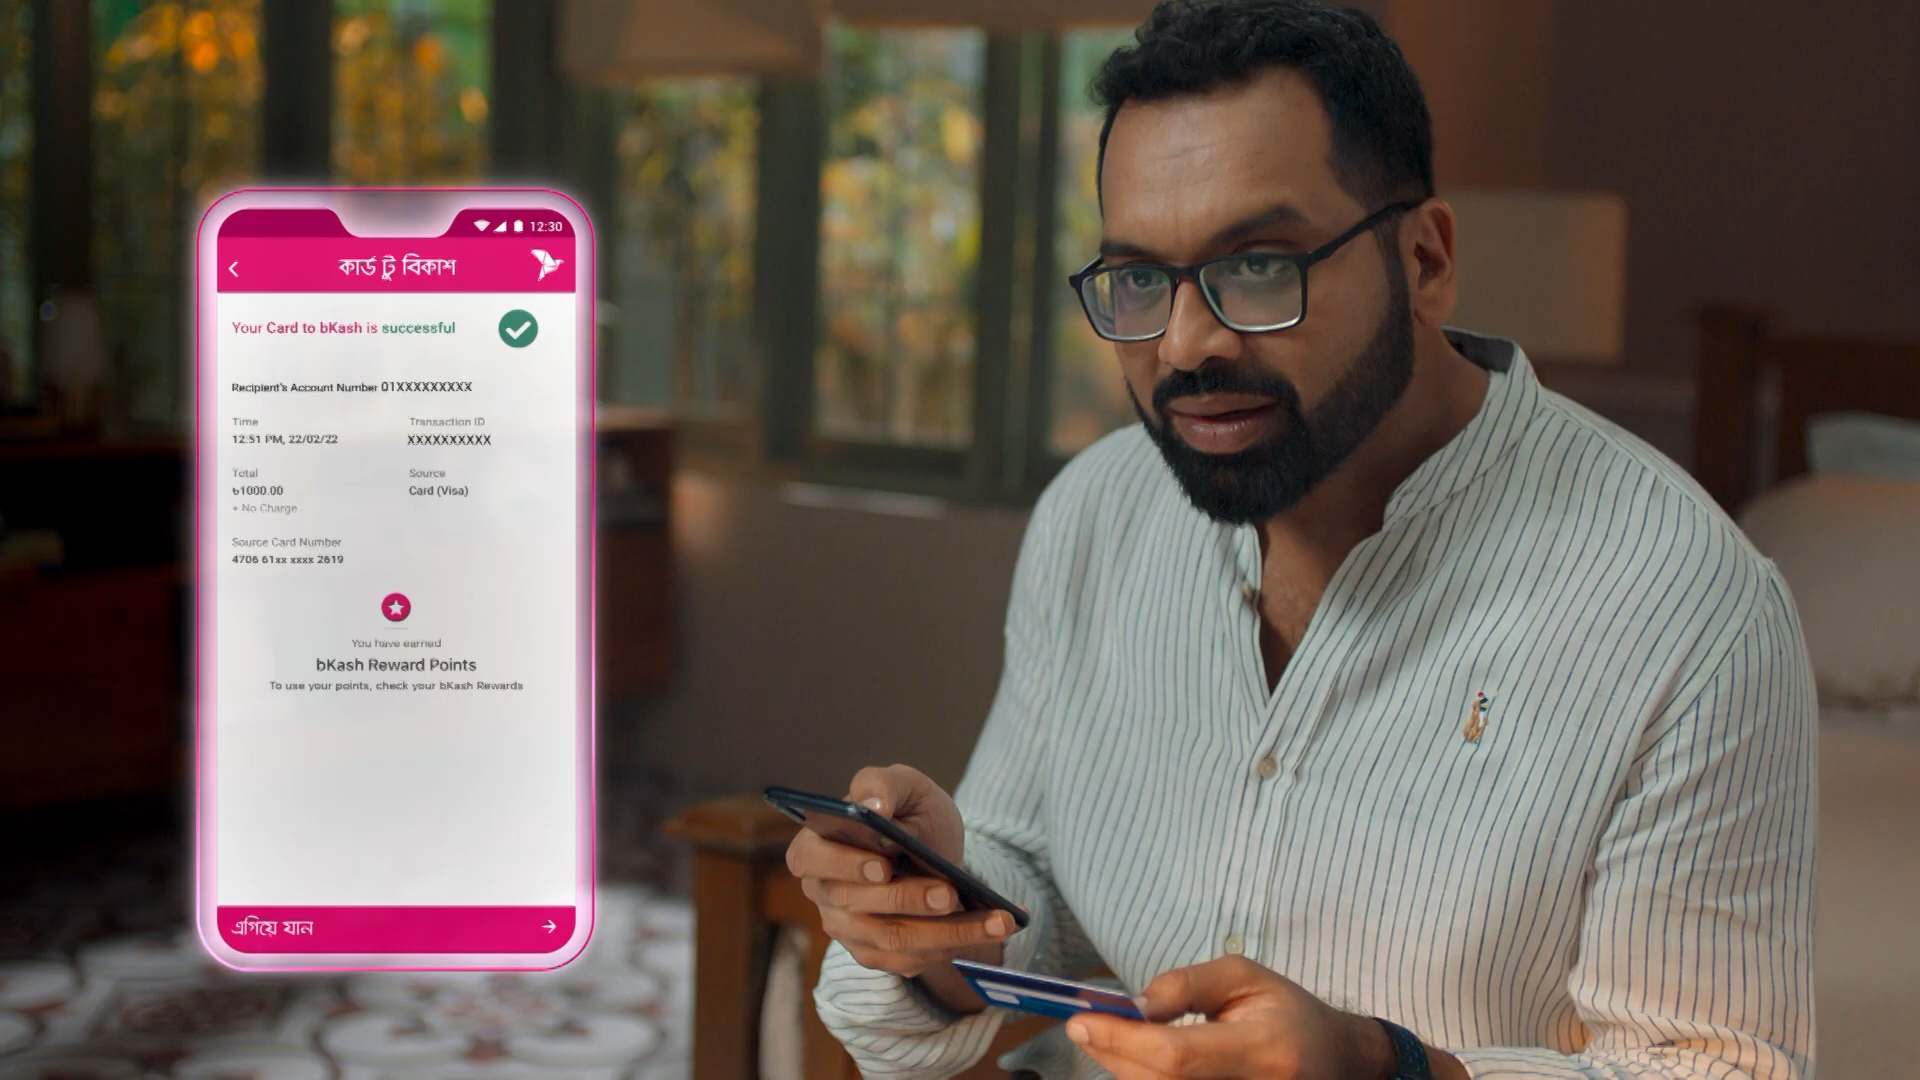 12:30
কার্ড টু বিকাশ
Your Card to bKash is successful
Recipient's Account Number 01XXXXXXXXX
Time
Transaction ID
12:51 PM, 22/02/22
XXXXXXXXXX
Total
Source
৳1000.00
Card (Visa)
+ No Charge
Source Card Number
4706 61xx xxxx 2619
You have earned
bKash Reward Points
To use your points, check your bKash Rewards
এগিয়ে যান